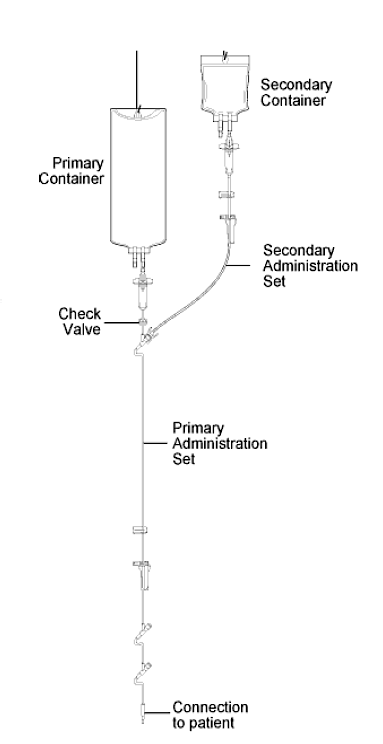 Secondary
Container
Primary
Container
Secondary
Administration
Set
Check
Valve
Primary
Administration
Set
Connection
to patient